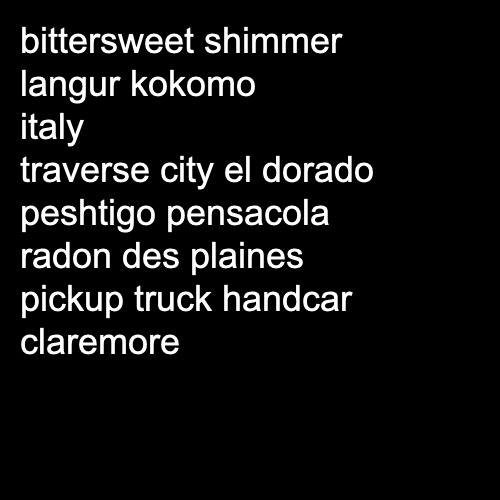 bittersweet shimmer
langur kokomo
italy
traverse city el dorado
peshtigo pensacola
radon des plaines
pickup truck handcar
claremore